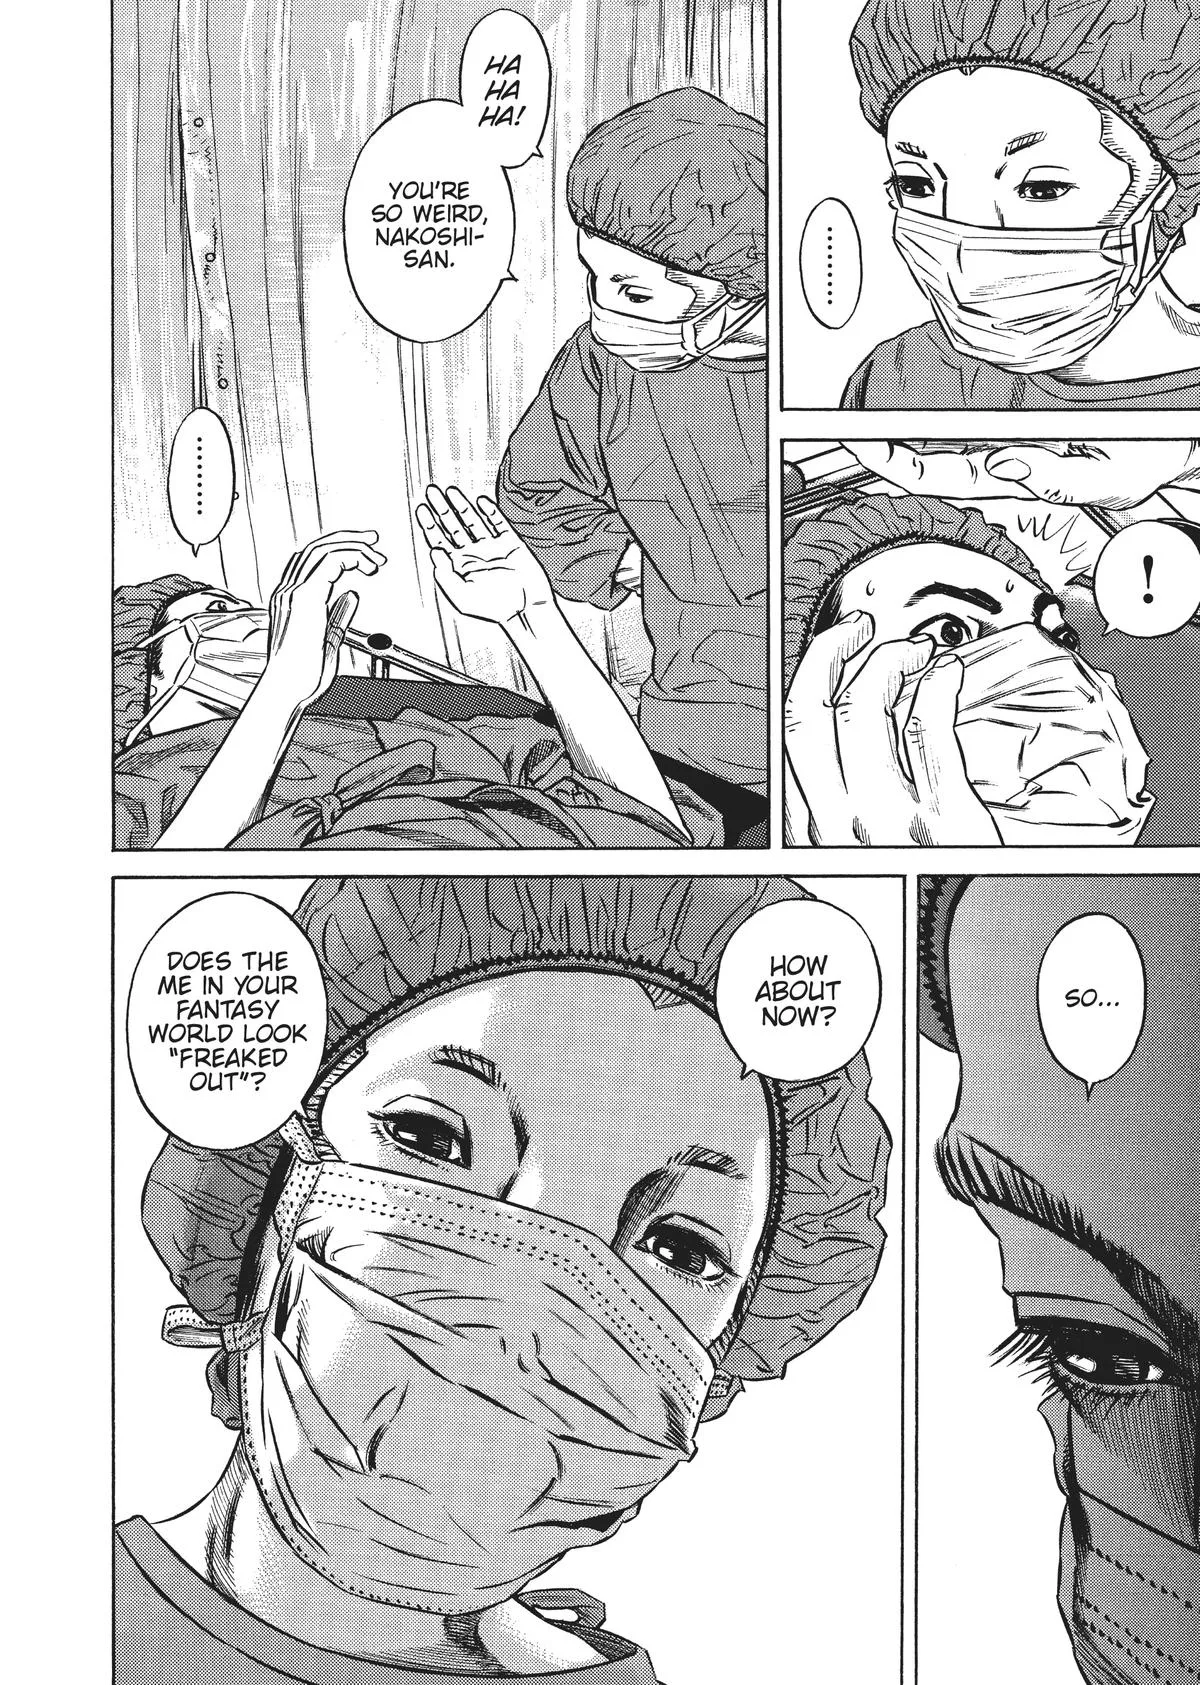 ........
!
HA
HA
HA!
YOU'RE
SO WEIRD,
NAKOSHI-
SAN.
........
SO...
HOW
ABOUT
NOW?
DOES THE
ME IN YOUR
FANTASY
WORLD LOOK
"FREAKED
OUT"?